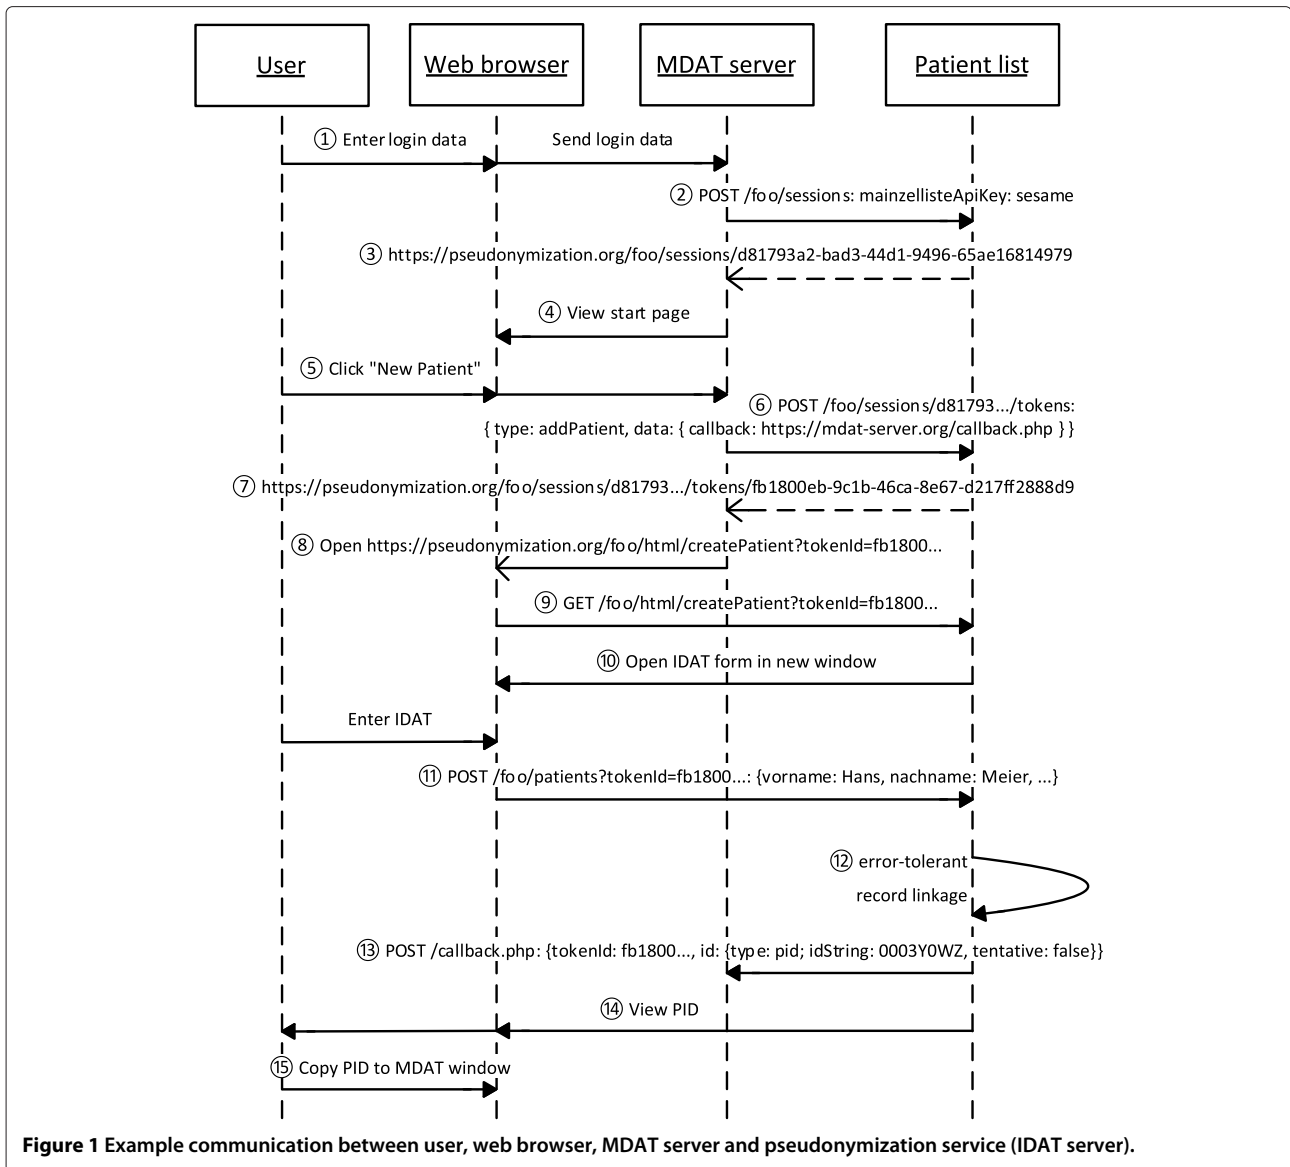 User
Web browser
MDAT server
Patient list
① Enter login data
Send login data
② POST /foo/sessions: mainzellisteApiKey: sesame
③ https://pseudonymization.org/foo/sessions/d81793a2-bad3-44d1-9496-65ae16814979
④ View start page
⑤ Click "New Patient"
⑥ POST /foo/sessions/d81793.../tokens:
{ type: addPatient, data: { callback: https://mdat-server.org/callback.php } }
⑦ https://pseudonymization.org/foo/sessions/d81793.../tokens/fb1800eb-9c1b-46ca-8e67-d217ff2888d9
⑧ Open https://pseudonymization.org/foo/html/createPatient?tokenId=fb1800...
⑨ GET /foo/html/createPatient?tokenId=fb1800...
⑩ Open IDAT form in new window
Enter IDAT
⑪ POST /foo/patients?tokenId=fb1800...: {vorname: Hans, nachname: Meier, ...}
⑫ error-tolerant
record linkage
⑬ POST /callback.php: {tokenId: fb1800..., id: {type: pid; idString: 0003Y0WZ, tentative: false}}
⑭ View PID
⑮ Copy PID to MDAT window
Figure 1 Example communication between user, web browser, MDAT server and pseudonymization service (IDAT server).